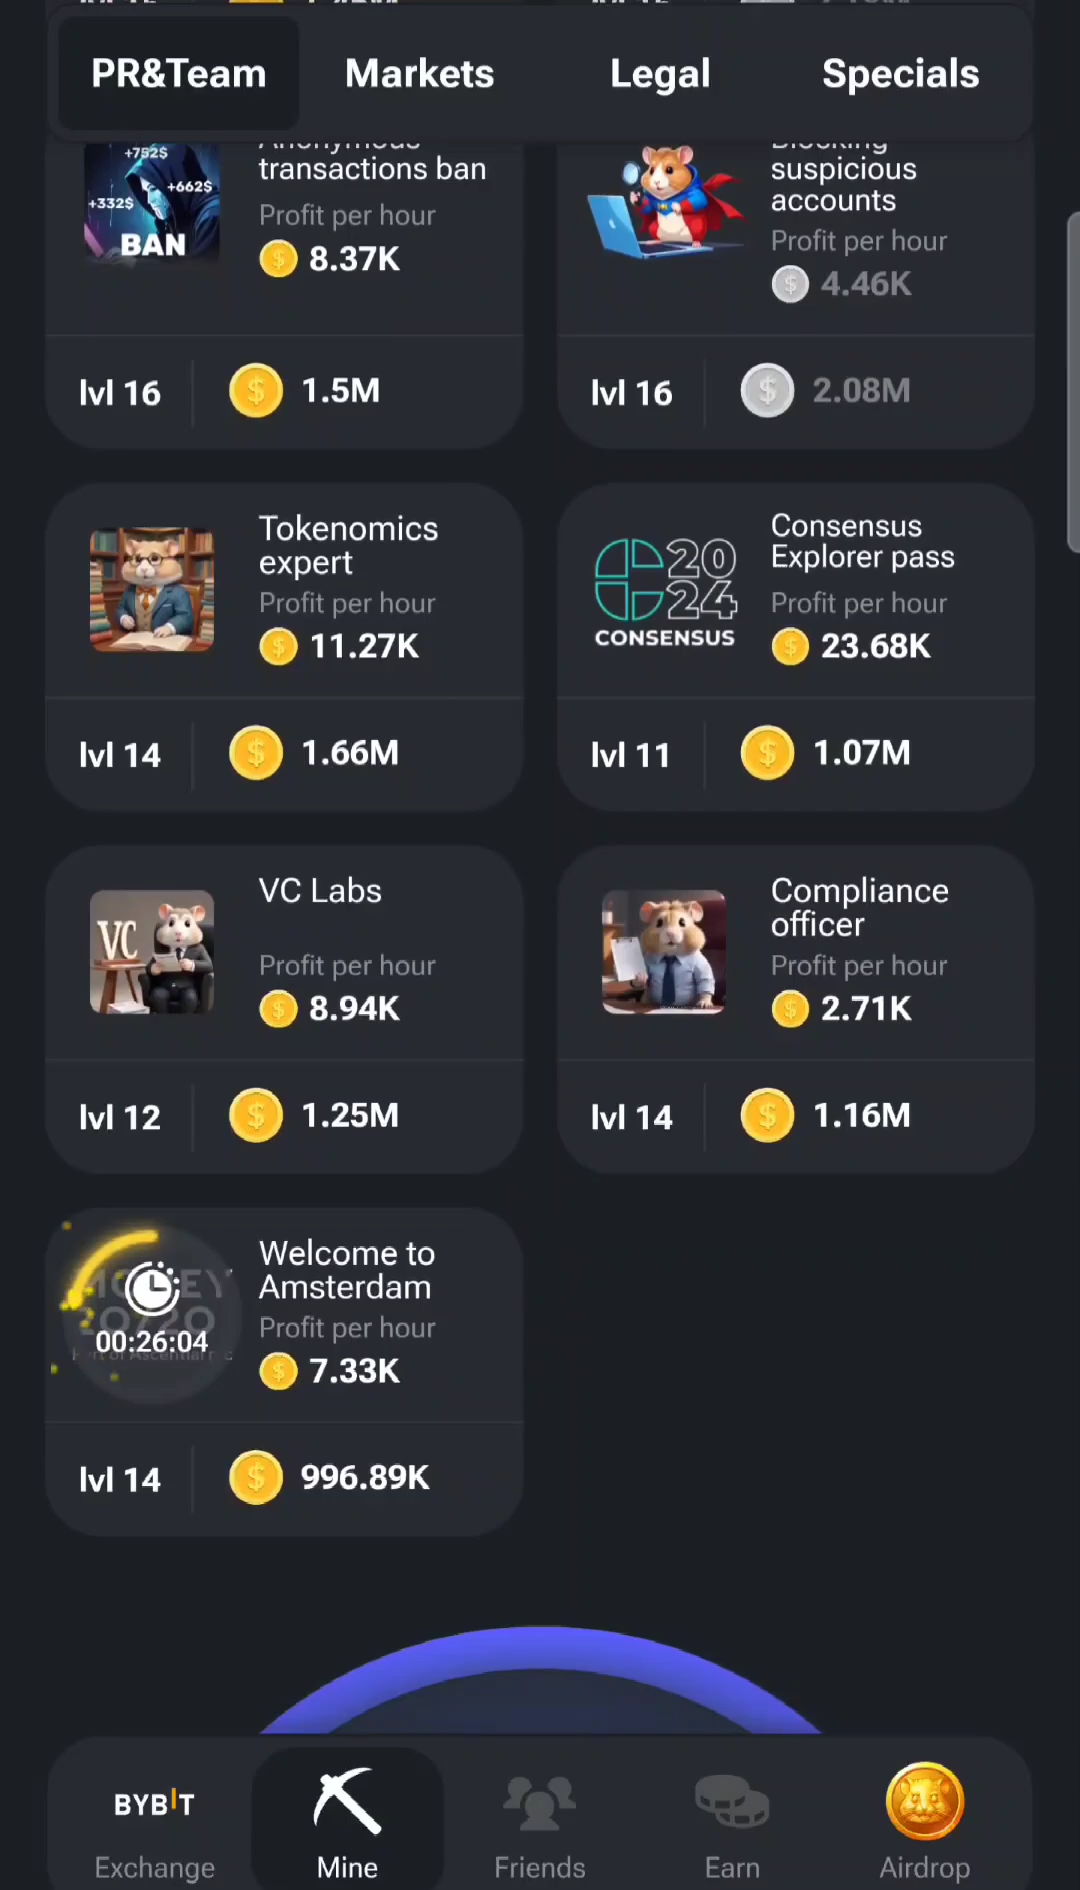 PR&Team Markets Legal Specials
+752$
+662$
+332$
BAN
transactions ban
Profit per hour
8.37K
lvl 16 1.5M
suspicious
accounts
Profit per hour
4.46K
lvl 16 2.08M
Tokenomics
expert
Profit per hour
11.27K
lvl 14 1.66M
2024
CONSENSUS
Consensus
Explorer pass
Profit per hour
23.68K
lvl 11 1.07M
VC
VC Labs
Profit per hour
8.94K
lvl 12 1.25M
Compliance
officer
Profit per hour
2.71K
lvl 14 1.16M
00:26:04
Welcome to
Amsterdam
Profit per hour
7.33K
lvl 14 996.89K
BYBIT
Exchange Mine Friends Earn Airdrop